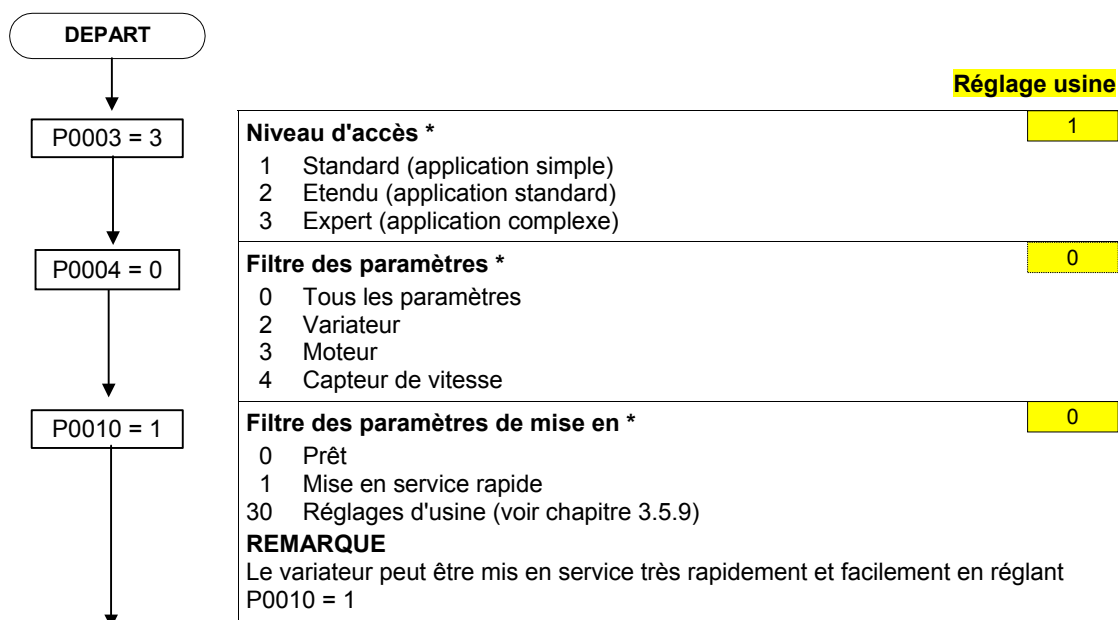 DEPART
Réglage usine
P0003 = 3
Niveau d'accès *
1
1 Standard (application simple)
2 Etendu (application standard)
3 Expert (application complexe)
P0004 = 0
Filtre des paramètres *
0
0 Tous les paramètres
2 Variateur
3 Moteur
4 Capteur de vitesse
P0010 = 1
Filtre des paramètres de mise en *
0
0 Prêt
1 Mise en service rapide
30 Réglages d'usine (voir chapitre 3.5.9)
REMARQUE
Le variateur peut être mis en service très rapidement et facilement en réglant
P0010 = 1